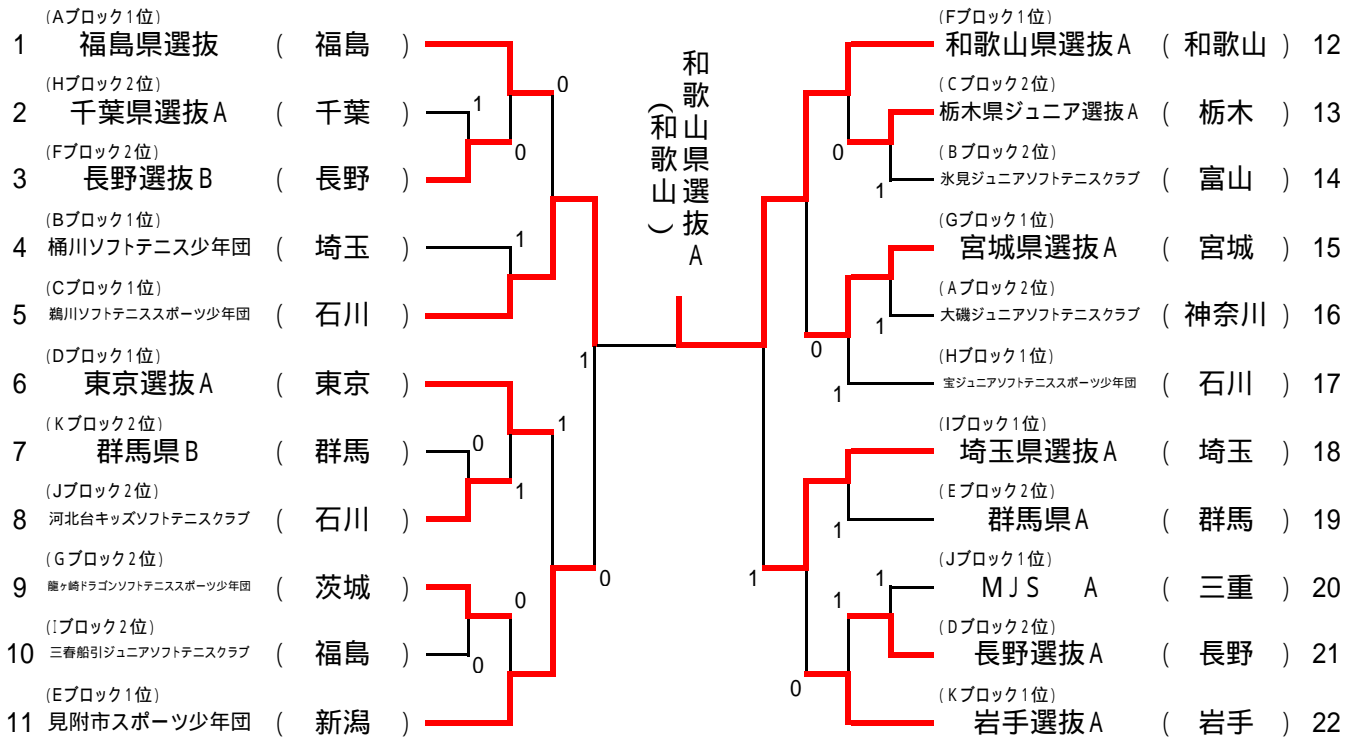 (Aブロック1位)
1 福島県選抜 ( 福島 )
(Hブロック2位)
2 千葉県選抜A ( 千葉 )
(Fブロック2位)
3 長野選抜B ( 長野 )
(Bブロック1位)
4 桶川ソフトテニス少年団 ( 埼玉 )
(Cブロック1位)
5 鵜川ソフトテニススポーツ少年団 ( 石川 )
(Dブロック1位)
6 東京選抜A ( 東京 )
(Kブロック2位)
7 群馬県B ( 群馬 )
(Jブロック2位)
8 河北台キッズソフトテニスクラブ ( 石川 )
(Gブロック2位)
9 龍ヶ崎ドラゴンソフトテニススポーツ少年団 ( 茨城 )
(Iブロック2位)
10 三春船引ジュニアソフトテニスクラブ ( 福島 )
(Eブロック1位)
11 見附市スポーツ少年団 ( 新潟 )
0
1
0
1
1
0
1
1
0
0
0
和歌山県選抜A
(和歌山)
(Fブロック1位)
和歌山県選抜A ( 和歌山 ) 12
(Cブロック2位)
栃木県ジュニア選抜A ( 栃木 ) 13
(Bブロック2位)
氷見ジュニアソフトテニスクラブ ( 富山 ) 14
(Gブロック1位)
宮城県選抜A ( 宮城 ) 15
(Aブロック2位)
大磯ジュニアソフトテニスクラブ ( 神奈川 ) 16
(Hブロック1位)
宝ジュニアソフトテニススポーツ少年団 ( 石川 ) 17
(Iブロック1位)
埼玉県選抜A ( 埼玉 ) 18
(Eブロック2位)
群馬県A ( 群馬 ) 19
(Jブロック1位)
MJS A ( 三重 ) 20
(Dブロック2位)
長野選抜A ( 長野 ) 21
(Kブロック1位)
岩手選抜A ( 岩手 ) 22
0
1
1
0
1
1
1
1
1
0